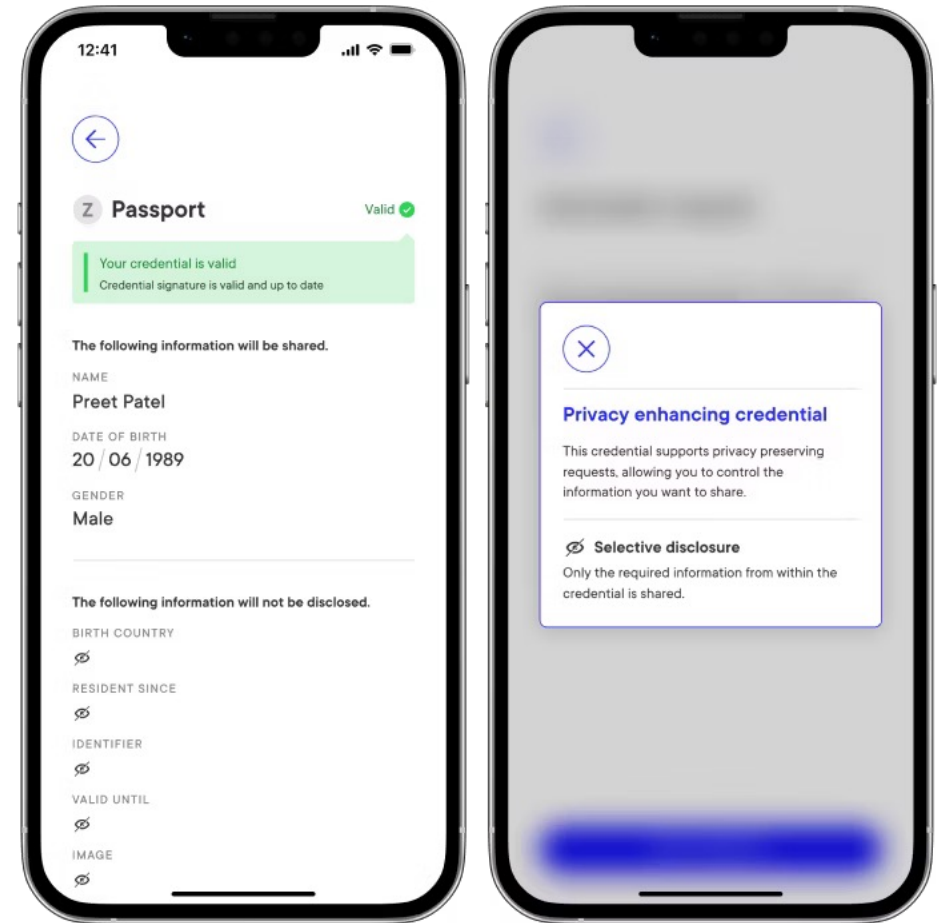 12:41
Z Passport Valid
Your credential is valid
Credential signature is valid and up to date
The following information will be shared.
NAME
Preet Patel
DATE OF BIRTH
20 / 06 / 1989
GENDER
Male
The following information will not be disclosed.
BIRTH COUNTRY
RESIDENT SINCE
IDENTIFIER
VALID UNTIL
IMAGE
Privacy enhancing credential
This credential supports privacy preserving
requests, allowing you to control the
information you want to share.
Selective disclosure
Only the required information from within the
credential is shared.